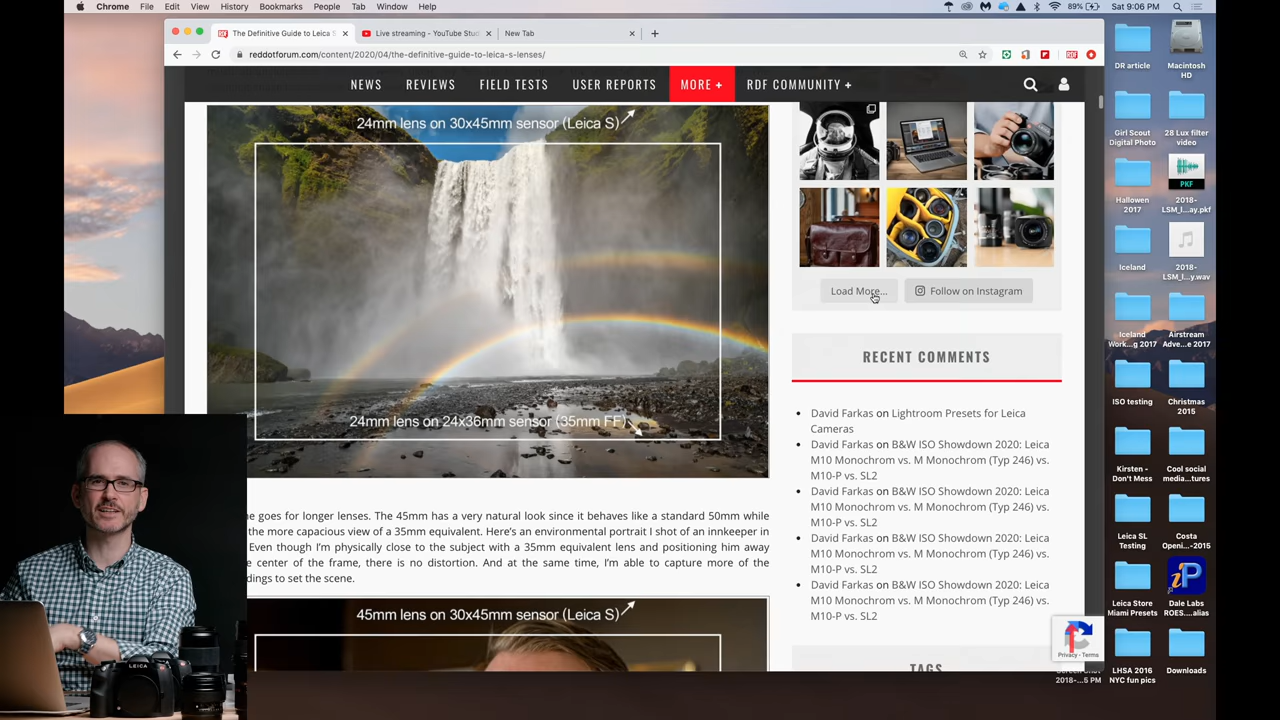 Chrome File Edit View History Bookmarks People Tab Window Help
89% Sat 9:06 PM
The Definitive Guide to Leica S
Live streaming - YouTube Stu
New Tab
reddotforum.com/content/2020/04/the-definitive-guide-to-leica-s-lenses/
NEWS REVIEWS FIELD TESTS USER REPORTS MORE + RDF COMMUNITY +
24mm lens on 30x45mm sensor (Leica S)
24mm lens on 24x36mm sensor (35mm FF)
e goes for longer lenses. The 45mm has a very natural look since it behaves like a standard 50mm while
the more capacious view of a 35mm equivalent. Here's an environmental portrait I shot of an innkeeper in
Even though I'm physically close to the subject with a 35mm equivalent lens and positioning him away
e center of the frame, there is no distortion. And at the same time, I'm able to capture more of the
dings to set the scene.
45mm lens on 30x45mm sensor (Leica S)
Load More...
Follow on Instagram
RECENT COMMENTS
David Farkas on Lightroom Presets for Leica
Cameras
David Farkas on B&W ISO Showdown 2020: Leica
M10 Monochrom vs. M Monochrom (Typ 246) vs.
M10-P vs. SL2
David Farkas on B&W ISO Showdown 2020: Leica
M10 Monochrom vs. M Monochrom (Typ 246) vs.
M10-P vs. SL2
David Farkas on B&W ISO Showdown 2020: Leica
M10 Monochrom vs. M Monochrom (Typ 246) vs.
M10-P vs. SL2
David Farkas on B&W ISO Showdown 2020: Leica
M10 Monochrom vs. M Monochrom (Typ 246) vs.
M10-P vs. SL2
TAGS
Privacy - Terms
DR article
Macintosh
HD
Girl Scout
Digital Photo
28 Lux filter
video
Hallowen
2017
PKF
2018-
LSM_I...ay.pkf
Iceland
2018-
LSM_I...y.wav
Iceland
Work...g 2017
Airstream
Adve...e 2017
ISO testing
Christmas
2015
Kirsten -
Don't Mess
Cool social
media...tures
Leica SL
Testing
Costa
Openi...-2015
Leica Store
Miami Presets
iP
Dale Labs
ROES....alias
2018-...5 PM
LHSA 2016
NYC fun pics
Downloads
LEICA